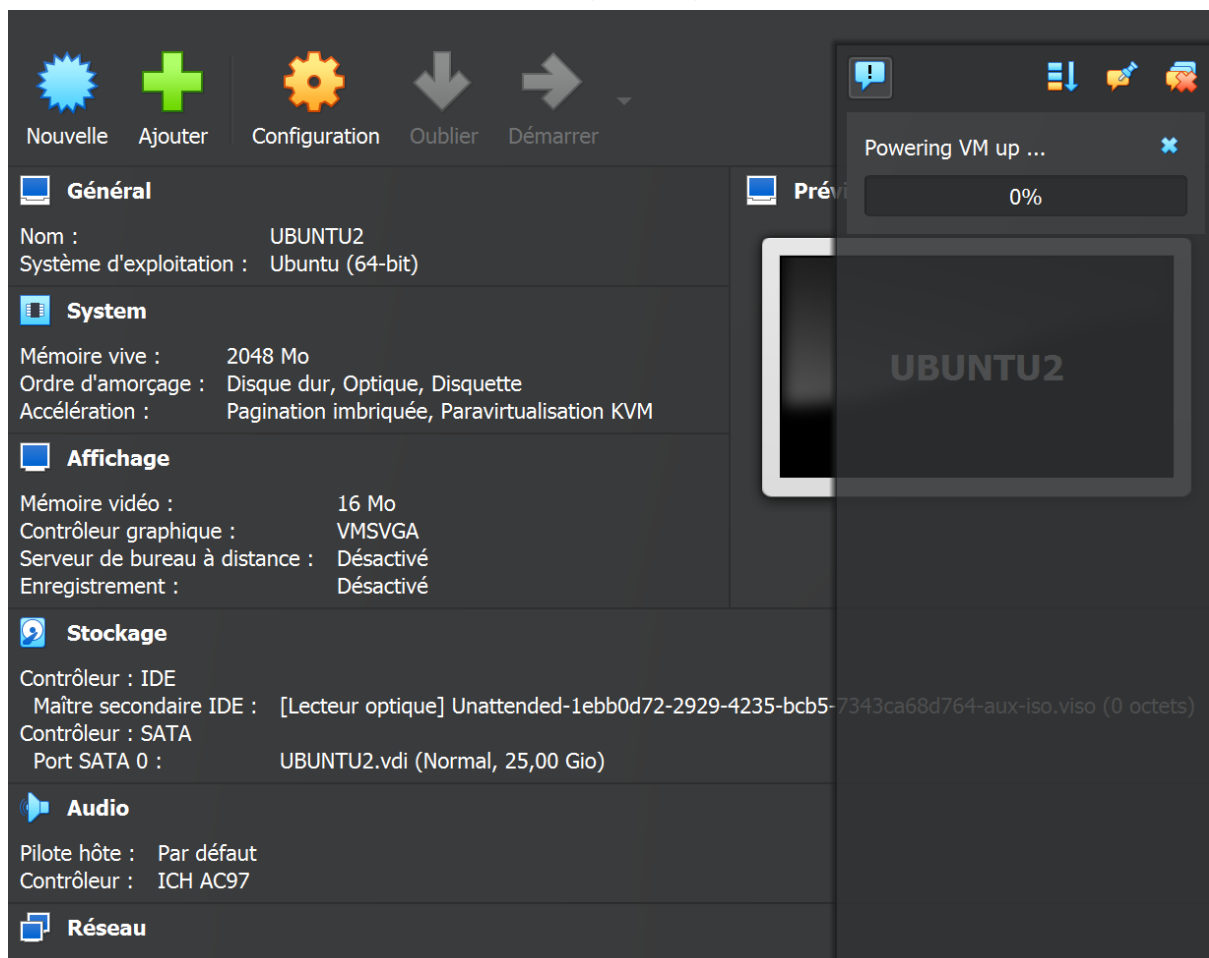 Nouvelle Ajouter Configuration Oublier Démarrer
Powering VM up ...
0%
Général
Nom : UBUNTU2
Système d'exploitation : Ubuntu (64-bit)
System
Mémoire vive : 2048 Mo
Ordre d'amorçage : Disque dur, Optique, Disquette
Accélération : Pagination imbriquée, Paravirtualisation KVM
Prévi
UBUNTU2
Affichage
Mémoire vidéo : 16 Mo
Contrôleur graphique : VMSVGA
Serveur de bureau à distance : Désactivé
Enregistrement : Désactivé
Stockage
Contrôleur : IDE
Maître secondaire IDE : [Lecteur optique] Unattended-1ebb0d72-2929-4235-bcb5-7343ca68d764-aux-iso.viso (0 octets)
Contrôleur : SATA
Port SATA 0 : UBUNTU2.vdi (Normal, 25,00 Gio)
Audio
Pilote hôte : Par défaut
Contrôleur : ICH AC97
Réseau